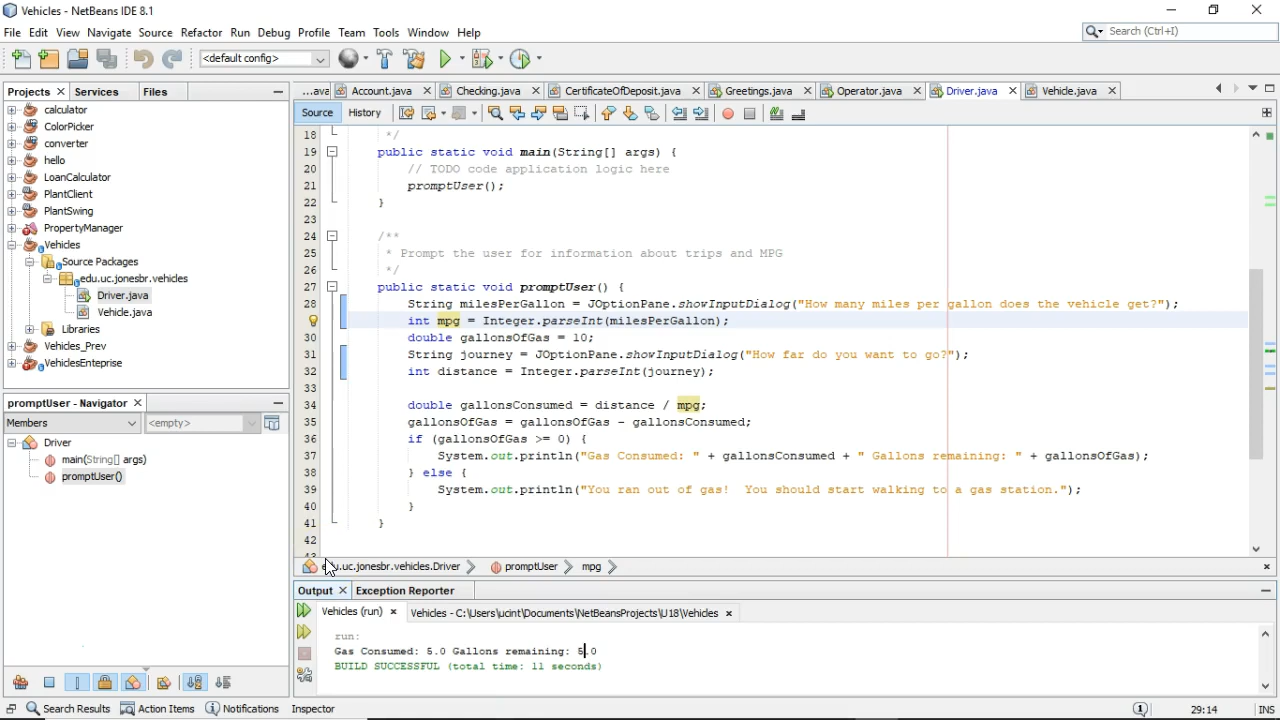 Vehicles - NetBeans IDE 8.1
File Edit View Navigate Source Refactor Run Debug Profile Team Tools Window Help
Search (Ctrl+I)
<default config>
Projects Services Files
...ava Account.java Checking.java CertificateOfDeposit.java Greetings.java Operator.java Driver.java Vehicle.java
Source History
calculator
ColorPicker
converter
hello
LoanCalculator
PlantClient
PlantSwing
PropertyManager
Vehicles
Source Packages
edu.uc.jonesbr.vehicles
Driver.java
Vehicle.java
Libraries
Vehicles_Prev
VehiclesEnteprise
promptUser - Navigator
Members <empty>
Driver
main(String[] args)
promptUser()
18 */
19 public static void main(String[] args) {
20 // TODO code application logic here
21 promptUser();
22 }
23
24 /**
25 * Prompt the user for information about trips and MPG
26 */
27 public static void promptUser() {
28 String milesPerGallon = JOptionPane.showInputDialog("How many miles per gallon does the vehicle get?");
int mpg = Integer.parseInt(milesPerGallon);
30 double gallonsOfGas = 10;
31 String journey = JOptionPane.showInputDialog("How far do you want to go?");
32 int distance = Integer.parseInt(journey);
33
34 double gallonsConsumed = distance / mpg;
35 gallonsOfGas = gallonsOfGas - gallonsConsumed;
36 if (gallonsOfGas >= 0) {
37 System.out.println("Gas Consumed: " + gallonsConsumed + " Gallons remaining: " + gallonsOfGas);
38 } else {
39 System.out.println("You ran out of gas!  You should start walking to a gas station.");
40 }
41 }
42
edu.uc.jonesbr.vehicles.Driver promptUser mpg
Output Exception Reporter
Vehicles (run) Vehicles - C:\Users\ucint\Documents\NetBeansProjects\U18\Vehicles
run:
Gas Consumed: 5.0 Gallons remaining: 5.0
BUILD SUCCESSFUL (total time: 11 seconds)
Search Results Action Items Notifications Inspector
29:14 INS